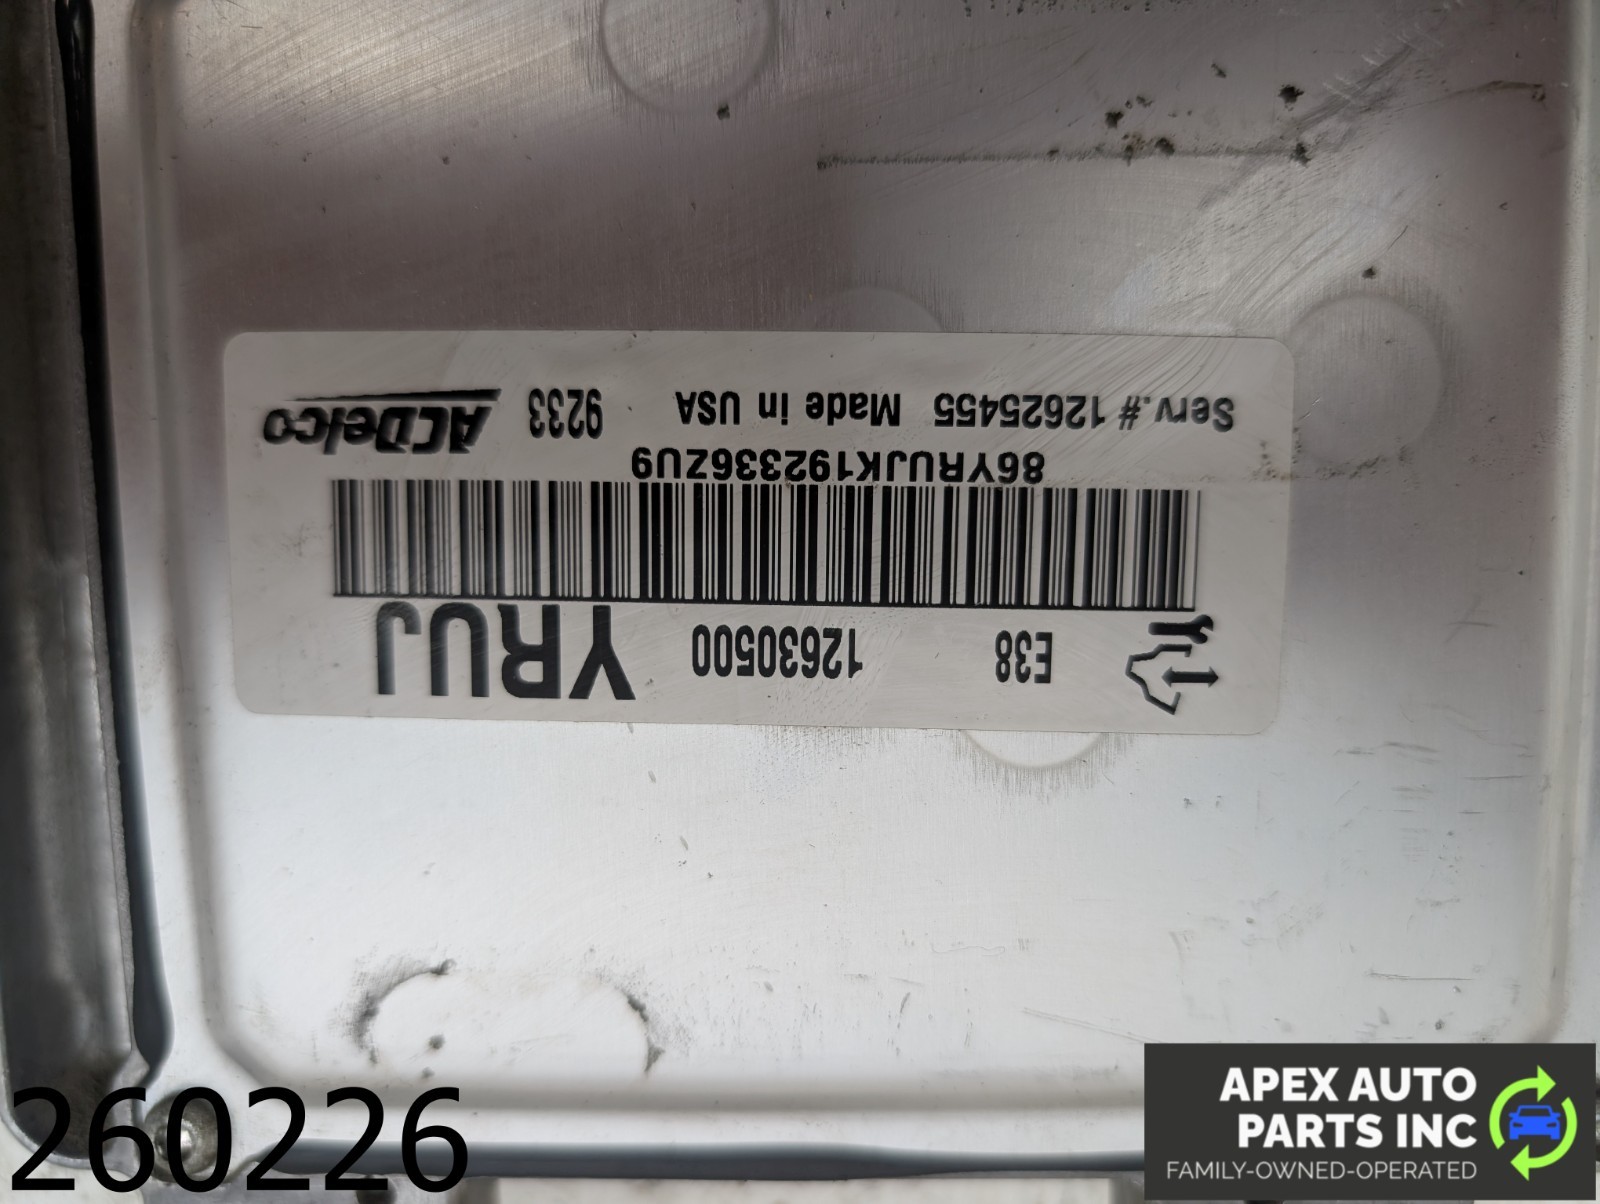 E38 12630500 YRUJ
86YRUJK192336ZU9
Serv.# 12625455 Made in USA 9233 ACDelco
260226
APEX AUTO
PARTS INC
FAMILY-OWNED-OPERATED